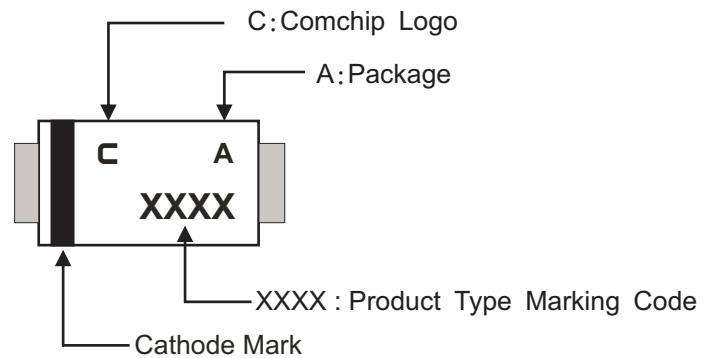 C:Comchip Logo
A:Package
C A
XXXX
XXXX : Product Type Marking Code
Cathode Mark